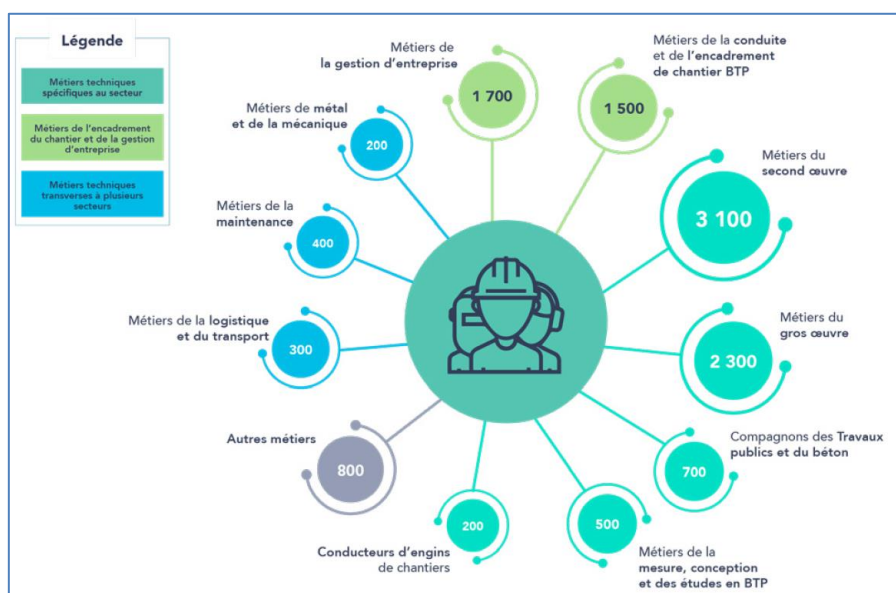 Légende
Métiers techniques
spécifiques au secteur
Métiers de l'encadrement
du chantier et de la gestion
d'entreprise
Métiers techniques
transverses à plusieurs
secteurs
Métiers de
la gestion d'entreprise
1 700
Métiers de la conduite
et de l'encadrement
de chantier BTP
1 500
Métiers de métal
et de la mécanique
200
Métiers du
second œuvre
3 100
Métiers de la
maintenance
400
Métiers du
gros œuvre
2 300
Métiers de la logistique
et du transport
300
Autres métiers
800
Compagnons des Travaux
publics et du béton
700
Conducteurs d'engins
de chantiers
200
500
Métiers de la
mesure, conception
et des études en BTP